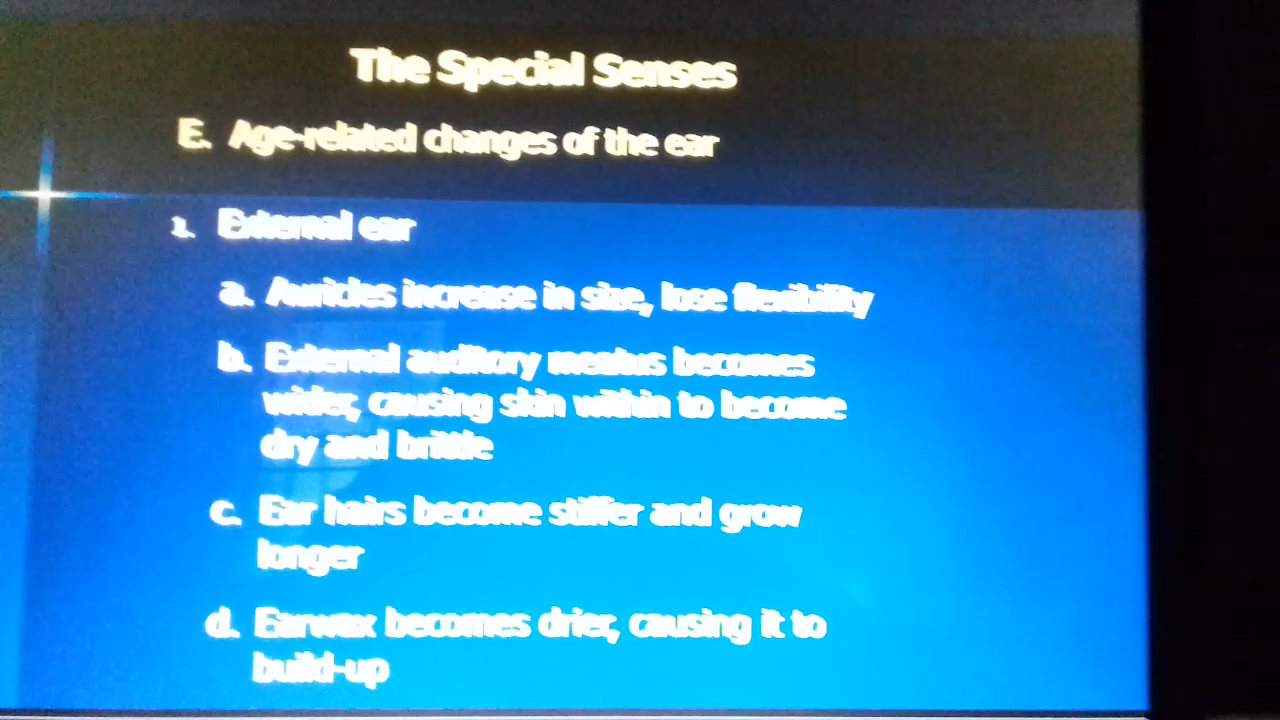 The Special Senses
E. Age-related changes of the ear
1. External ear
a. Auricles increase in size, lose flexibility
b. External auditory meatus becomes
wider, causing skin within to become
dry and brittle
c. Ear hairs become stiffer and grow
longer
d. Earwax becomes drier, causing it to
build-up